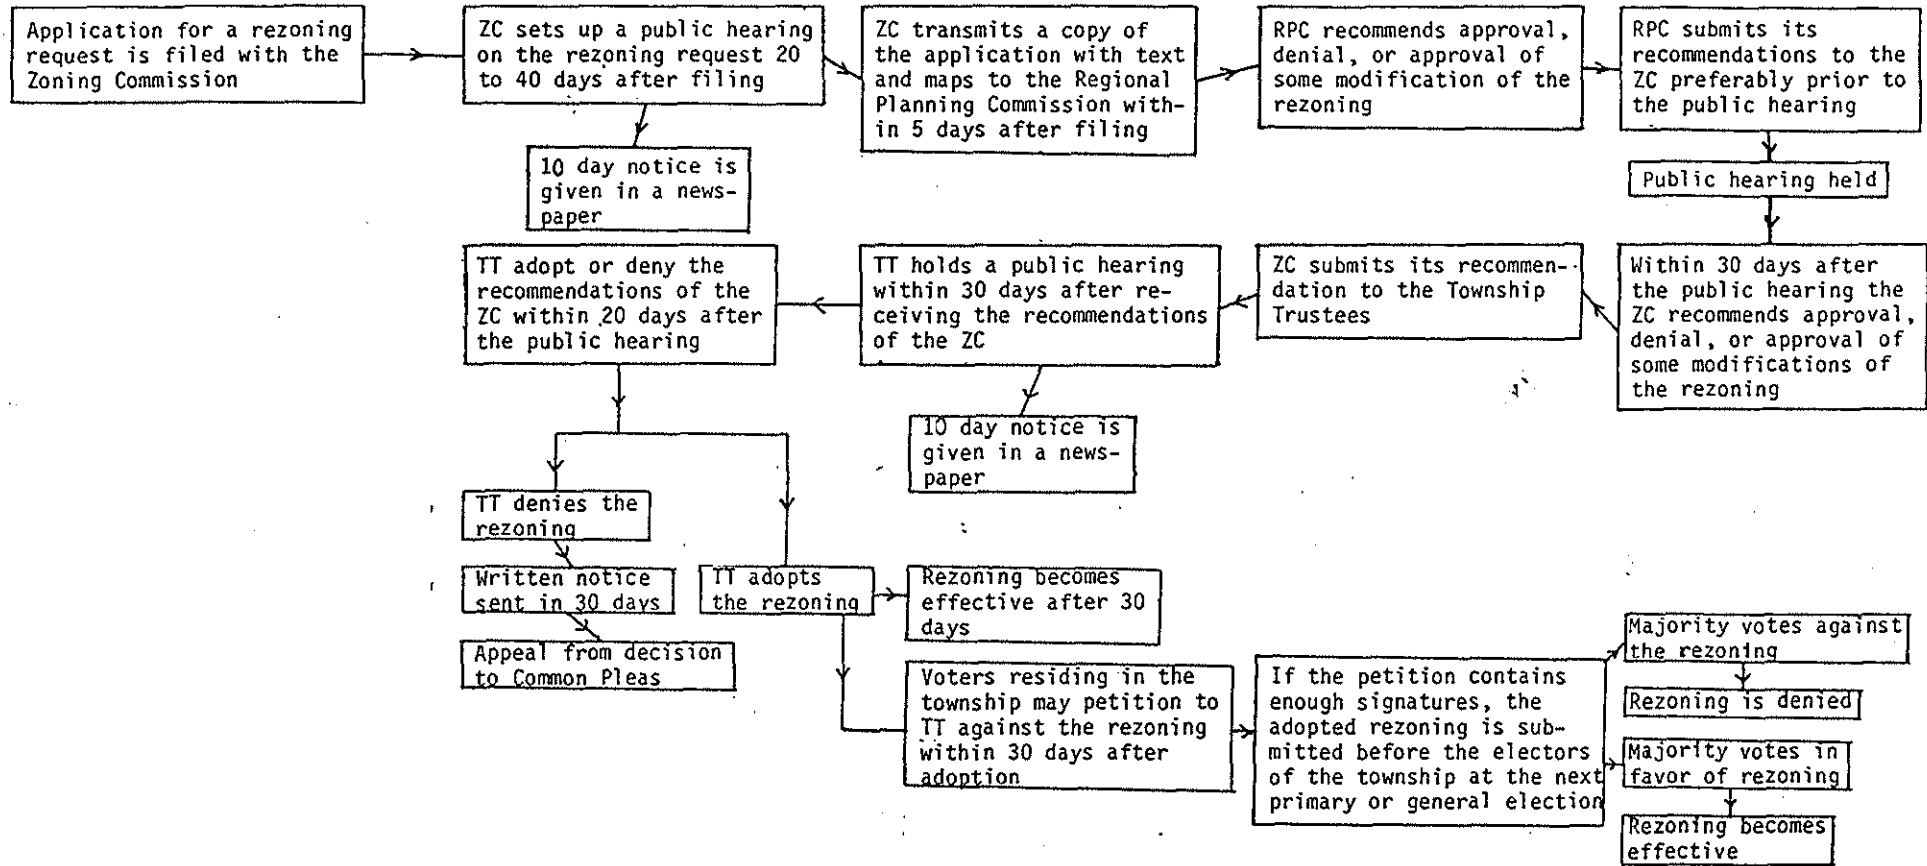 Application for a rezoning
request is filed with the
Zoning Commission
ZC sets up a public hearing
on the rezoning request 20
to 40 days after filing
10 day notice is
given in a news-
paper
ZC transmits a copy of
the application with text
and maps to the Regional
Planning Commission with-
in 5 days after filing
RPC recommends approval,
denial, or approval of
some modification of the
rezoning
RPC submits its
recommendations to the
ZC preferably prior to
the public hearing
Public hearing held
Within 30 days after
the public hearing the
ZC recommends approval,
denial, or approval of
some modifications of
the rezoning
ZC submits its recommen-
dation to the Township
Trustees
TT holds a public hearing
within 30 days after re-
ceiving the recommendations
of the ZC
10 day notice is
given in a news-
paper
TT adopt or deny the
recommendations of the
ZC within 20 days after
the public hearing
TT denies the
rezoning
Written notice
sent in 30 days
Appeal from decision
to Common Pleas
TT adopts
the rezoning
Rezoning becomes
effective after 30
days
Voters residing in the
township may petition to
TT against the rezoning
within 30 days after
adoption
If the petition contains
enough signatures, the
adopted rezoning is sub-
mitted before the electors
of the township at the next
primary or general election
Majority votes against
the rezoning
Rezoning is denied
Majority votes in
favor of rezoning
Rezoning becomes
effective